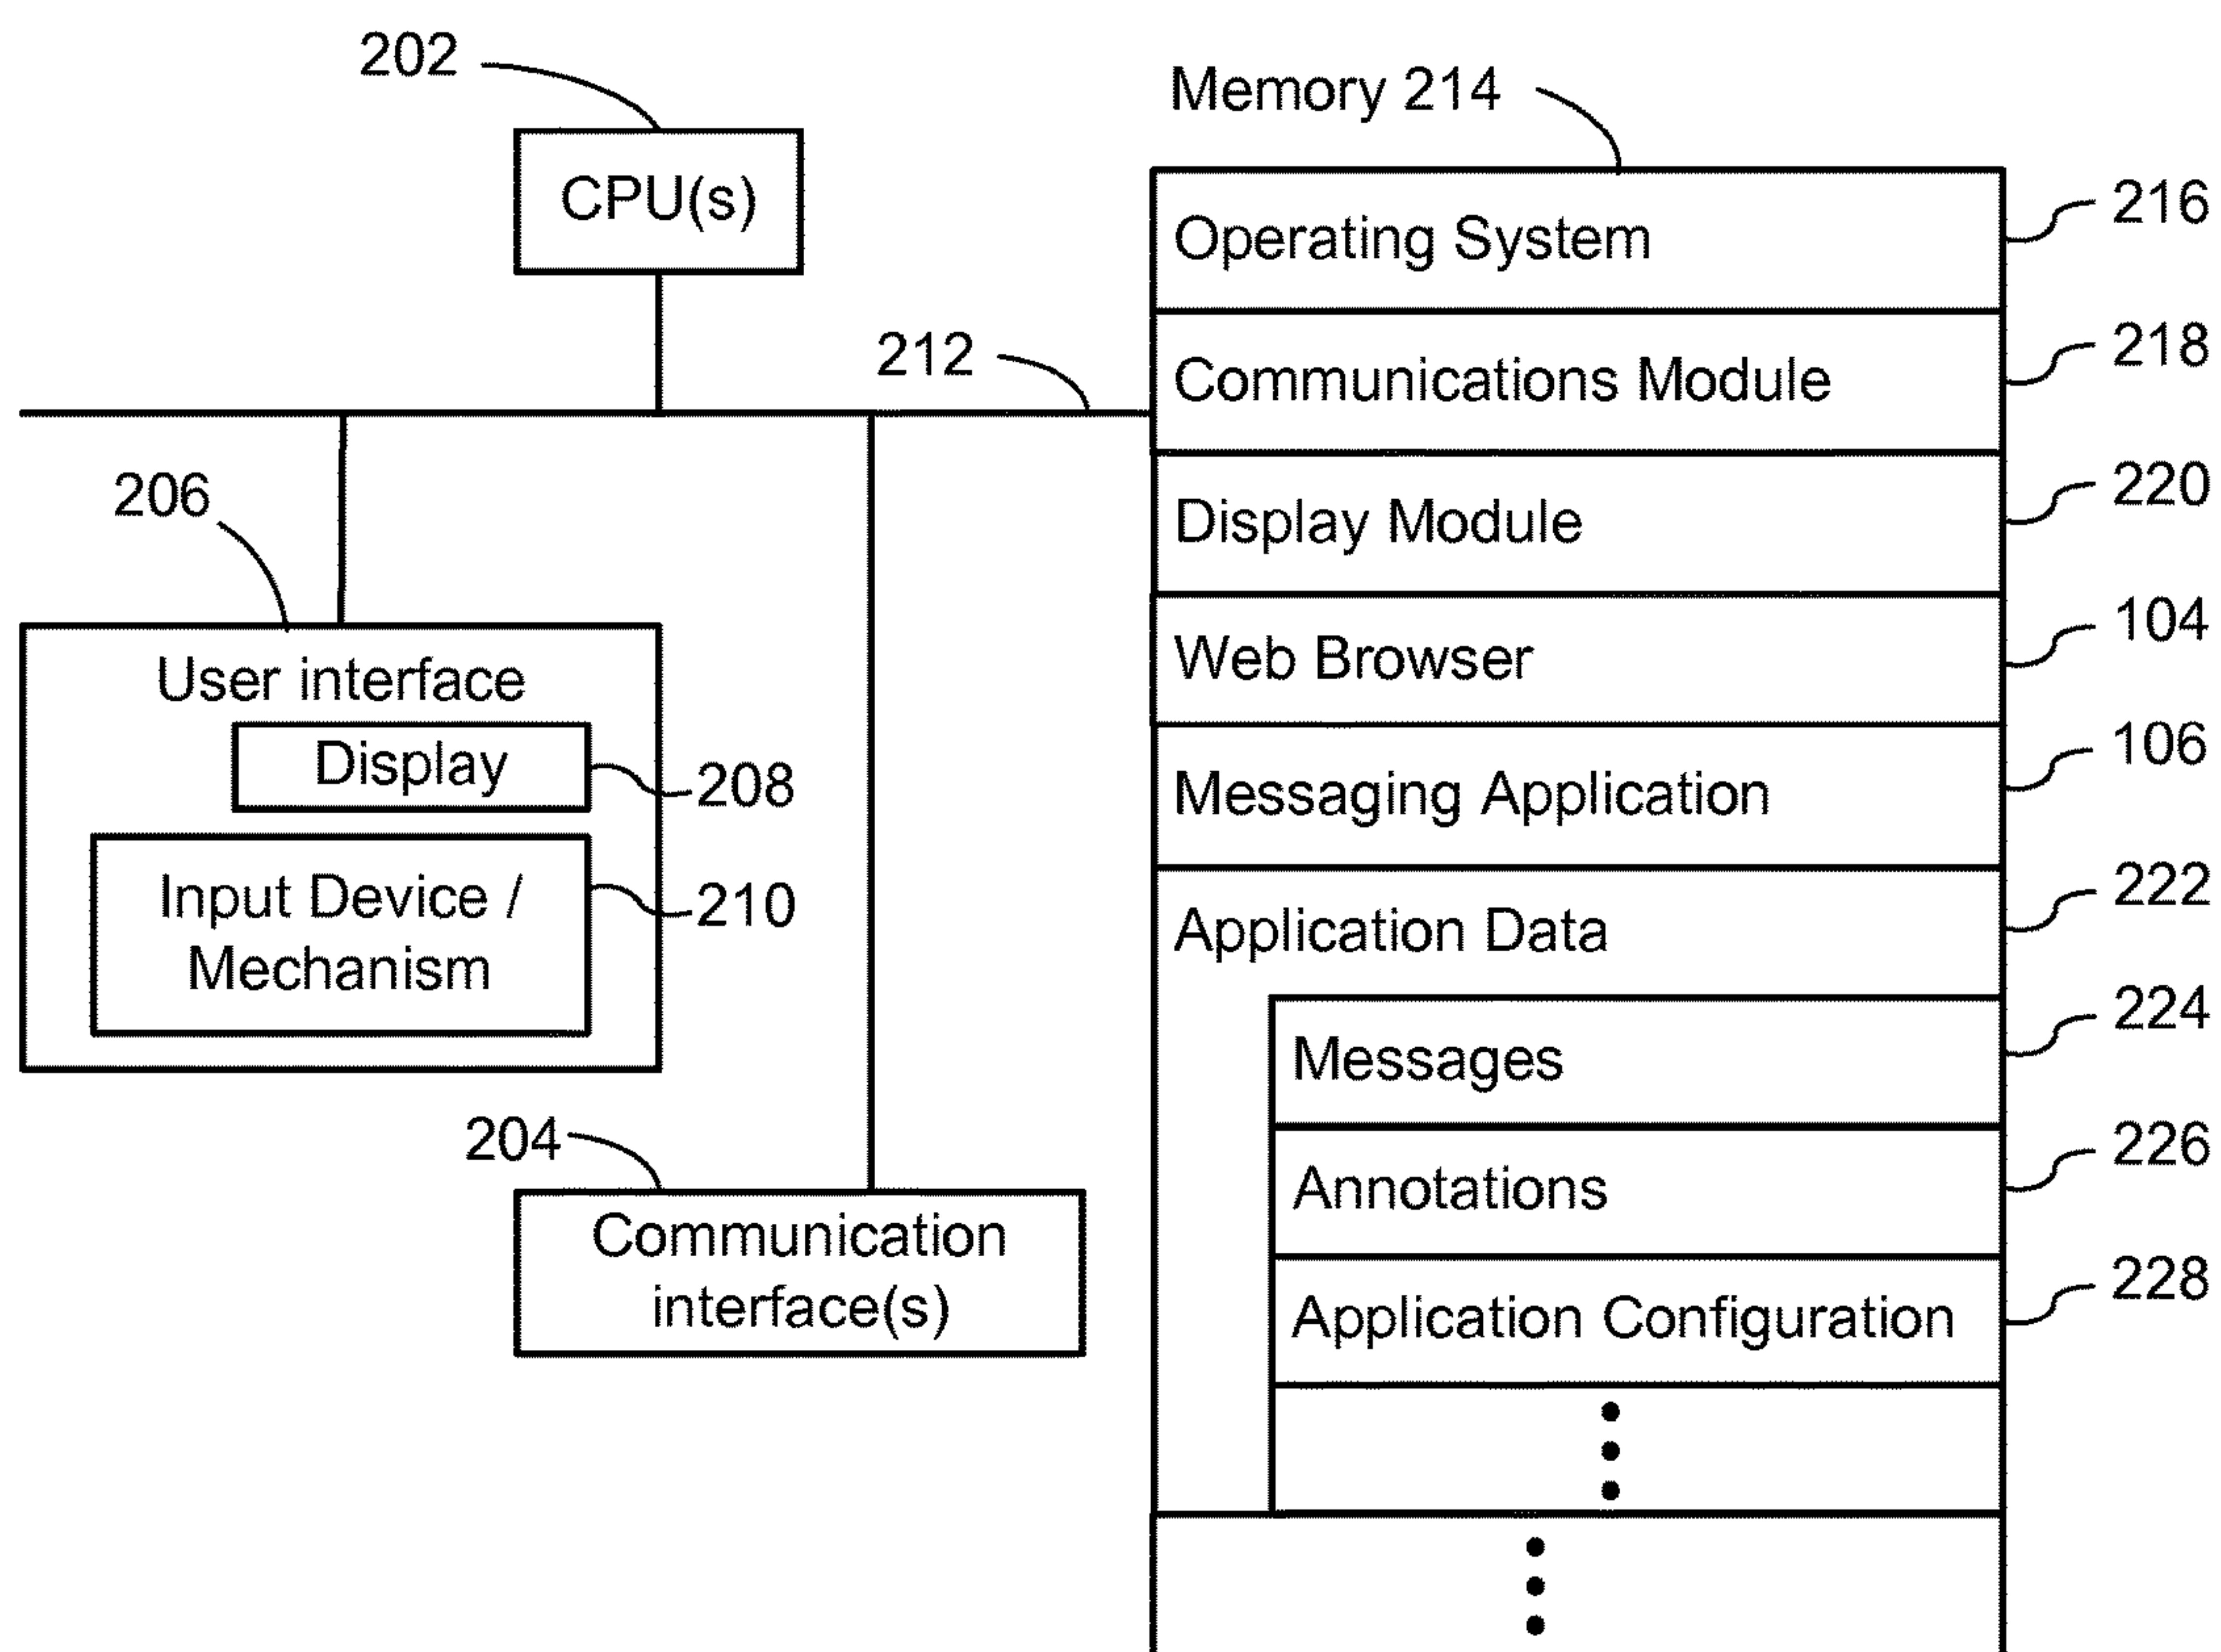 202
CPU(s)
212
206
User interface
Display
208
Input Device /
Mechanism
210
204
Communication
interface(s)
Memory 214
Operating System
216
Communications Module
218
Display Module
220
Web Browser
104
Messaging Application
106
Application Data
222
Messages
224
Annotations
226
Application Configuration
228